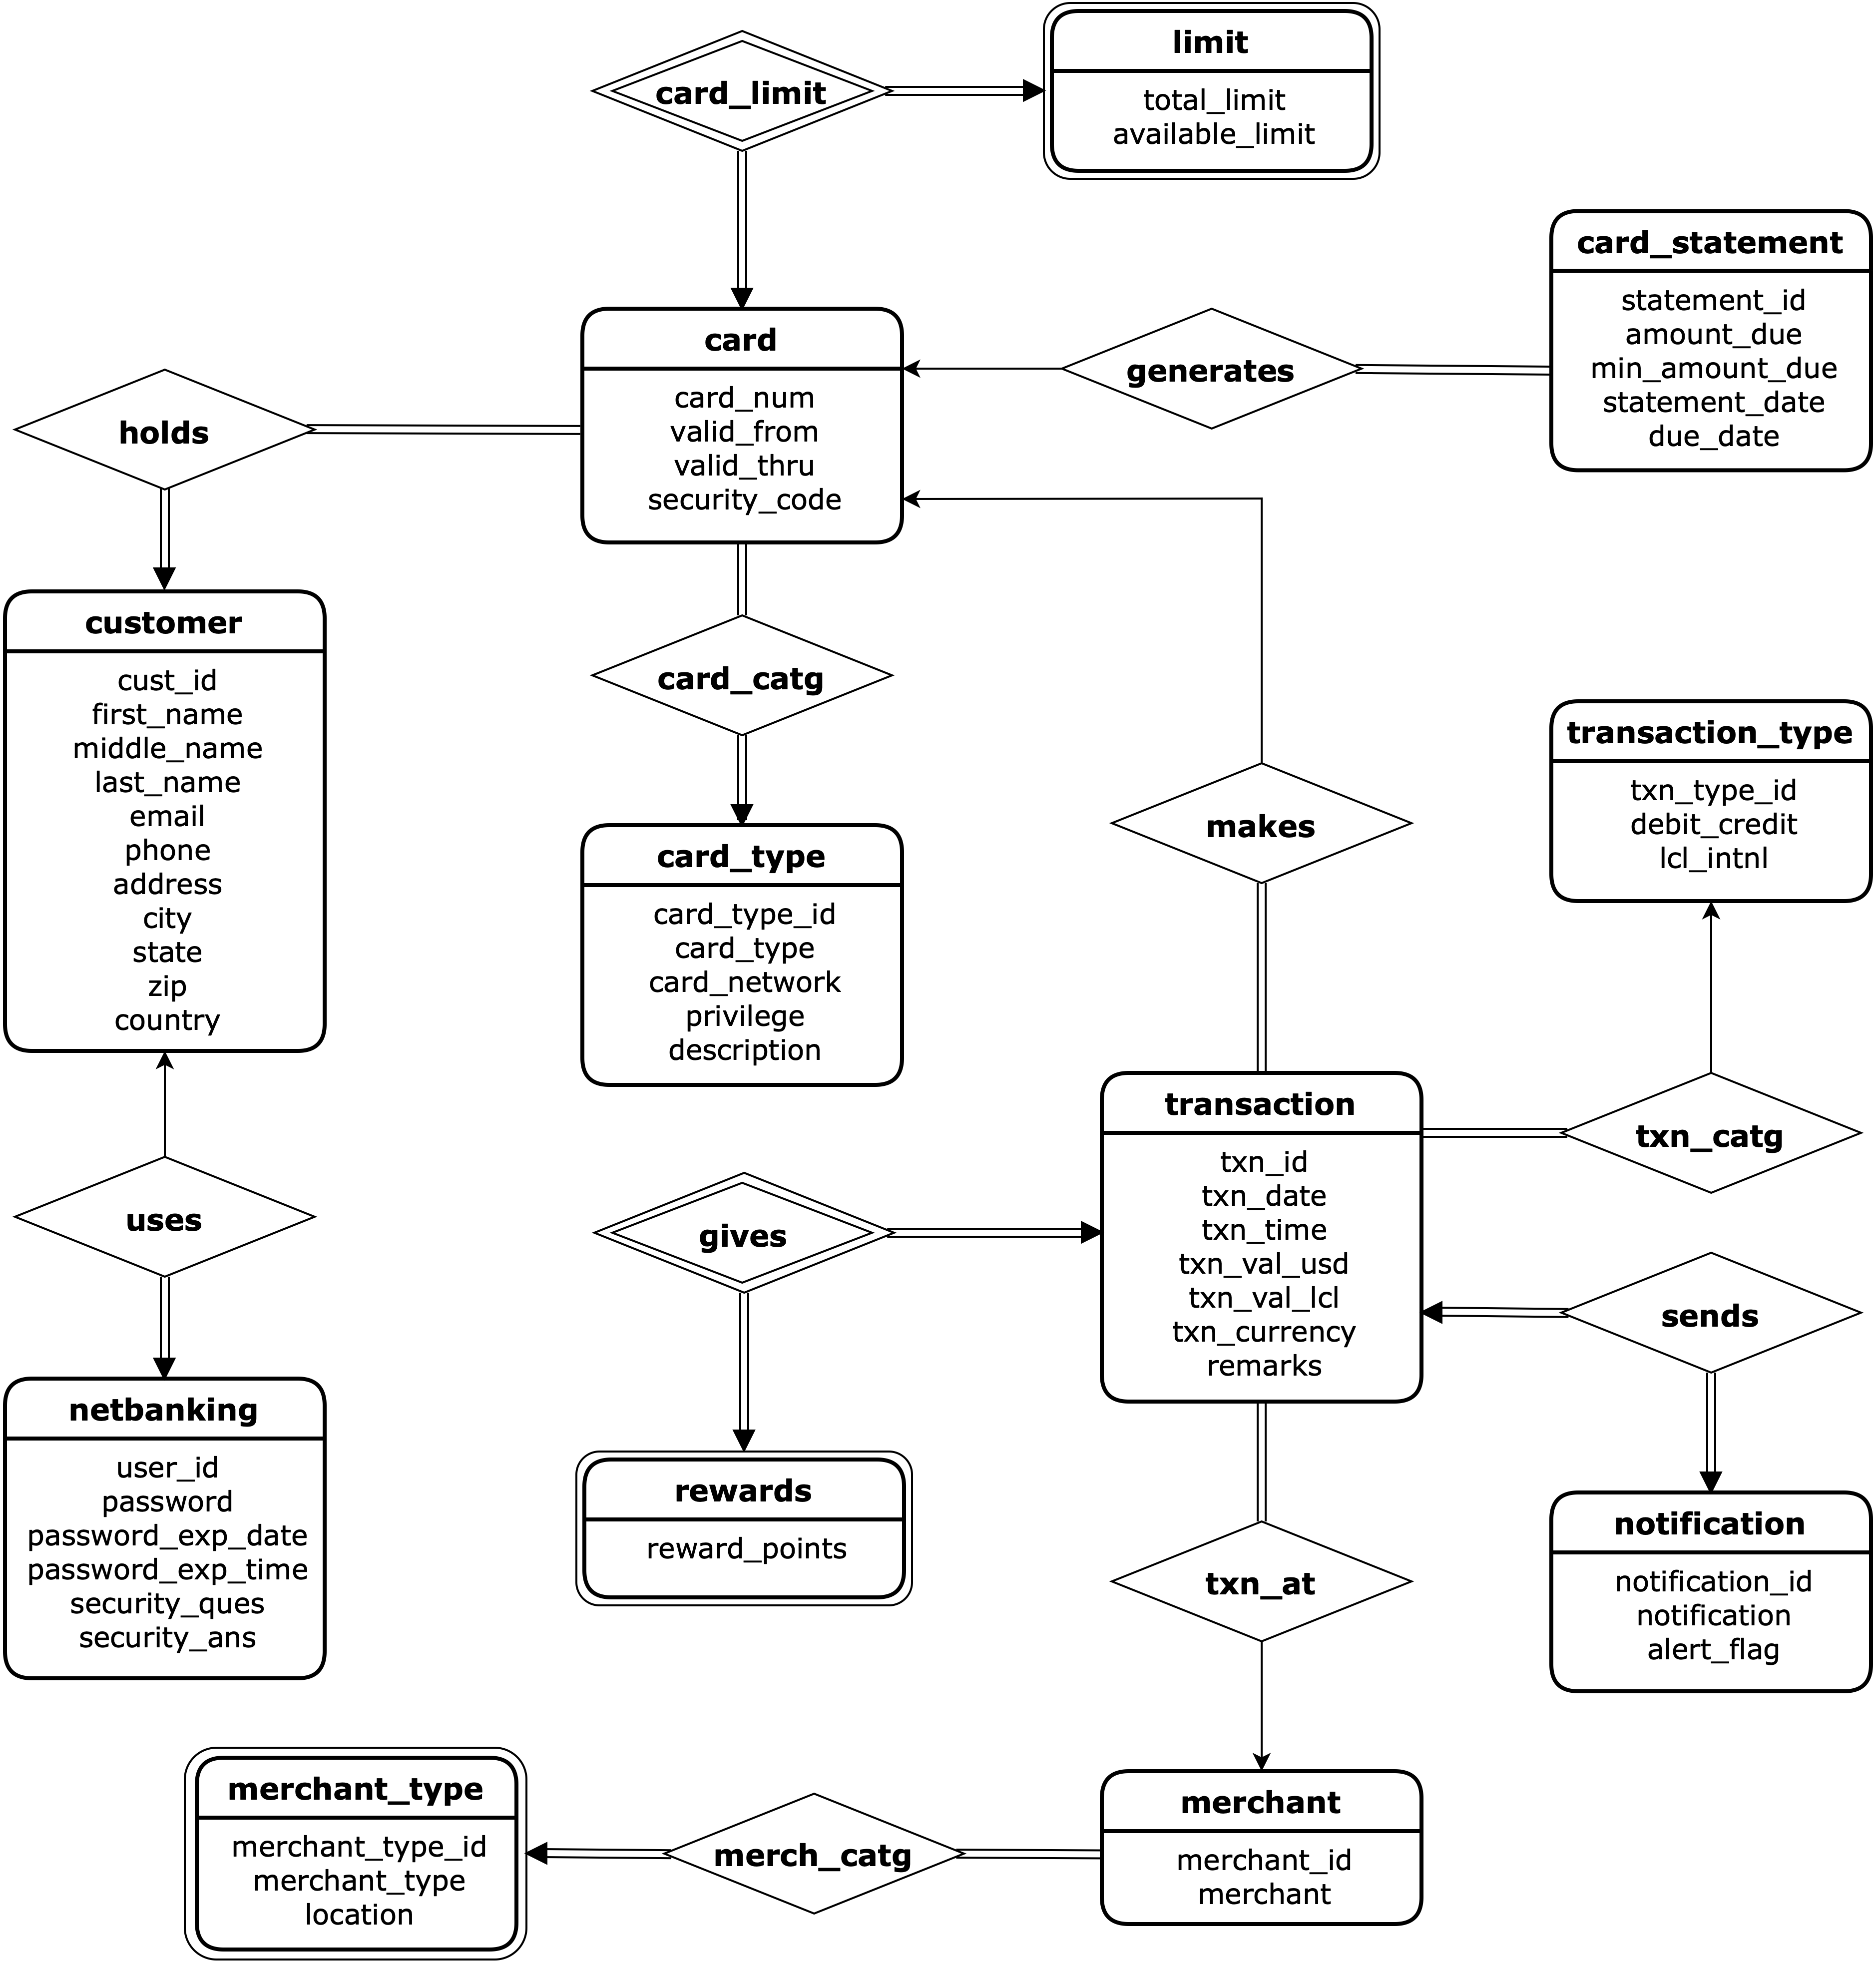 card_limit
limit
total_limit
available_limit
card_statement
statement_id
amount_due
min_amount_due
statement_date
due_date
card
card_num
valid_from
valid_thru
security_code
generates
holds
customer
cust_id
first_name
middle_name
last_name
email
phone
address
city
state
zip
country
card_catg
card_type
card_type_id
card_type
card_network
privilege
description
makes
transaction_type
txn_type_id
debit_credit
lcl_intnl
transaction
txn_id
txn_date
txn_time
txn_val_usd
txn_val_lcl
txn_currency
remarks
txn_catg
uses
gives
sends
netbanking
user_id
password
password_exp_date
password_exp_time
security_ques
security_ans
rewards
reward_points
txn_at
notification
notification_id
notification
alert_flag
merchant_type
merchant_type_id
merchant_type
location
merch_catg
merchant
merchant_id
merchant